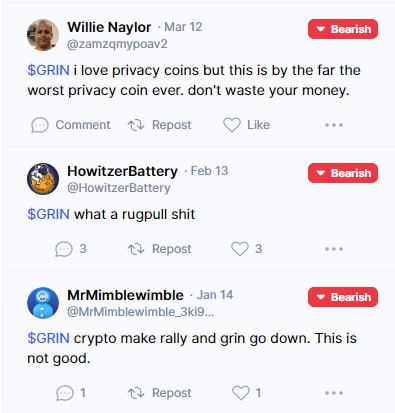 Willie Naylor · Mar 12
Bearish
@zamzqmypoav2
$GRIN i love privacy coins but this is by the far the
worst privacy coin ever. don't waste your money.
Comment Repost Like
HowitzerBattery · Feb 13
Bearish
@HowitzerBattery
$GRIN what a rugpull shit
3 Repost 3
MrMimblewimble · Jan 14
Bearish
@MrMimblewimble_3ki9...
$GRIN crypto make rally and grin go down. This is
not good.
1 Repost 1